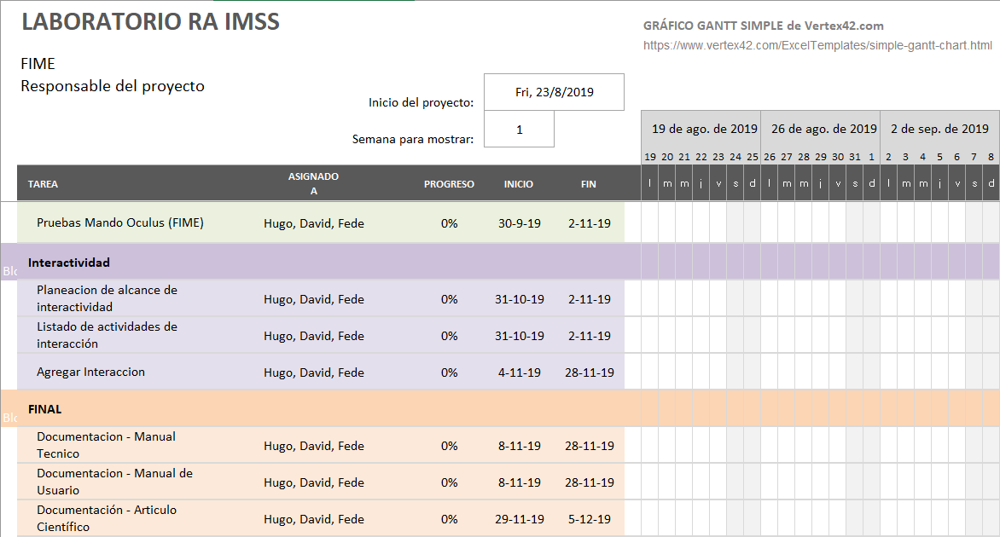 LABORATORIO RA IMSS
GRÁFICO GANTT SIMPLE de Vertex42.com
https://www.vertex42.com/ExcelTemplates/simple-gantt-chart.html
FIME
Responsable del proyecto
Inicio del proyecto: Fri, 23/8/2019
Semana para mostrar: 1
19 de ago. de 2019 26 de ago. de 2019 2 de sep. de 2019
19 20 21 22 23 24 25 26 27 28 29 30 31 1 2 3 4 5 6 7 8
TAREA ASIGNADO A PROGRESO INICIO FIN l m m j v s d l m m j v s d l m m j v s d
Pruebas Mando Oculus (FIME) Hugo, David, Fede 0% 30-9-19 2-11-19
Interactividad
Blo
Planeacion de alcance de
interactividad
Hugo, David, Fede 0% 31-10-19 2-11-19
Listado de actividades de
interacción
Hugo, David, Fede 0% 31-10-19 2-11-19
Agregar Interaccion Hugo, David, Fede 0% 4-11-19 28-11-19
FINAL
Blo
Documentacion - Manual
Tecnico
Hugo, David, Fede 0% 8-11-19 28-11-19
Documentacion - Manual de
Usuario
Hugo, David, Fede 0% 8-11-19 28-11-19
Documentación - Articulo
Científico
Hugo, David, Fede 0% 29-11-19 5-12-19